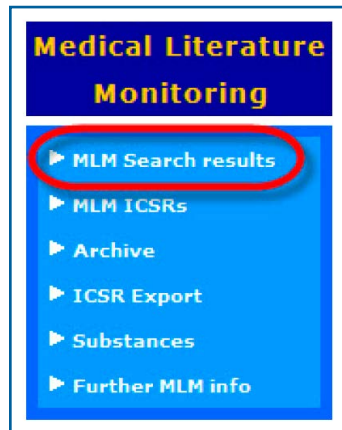 Medical Literature
Monitoring
MLM Search results
MLM ICSRs
Archive
ICSR Export
Substances
Further MLM info